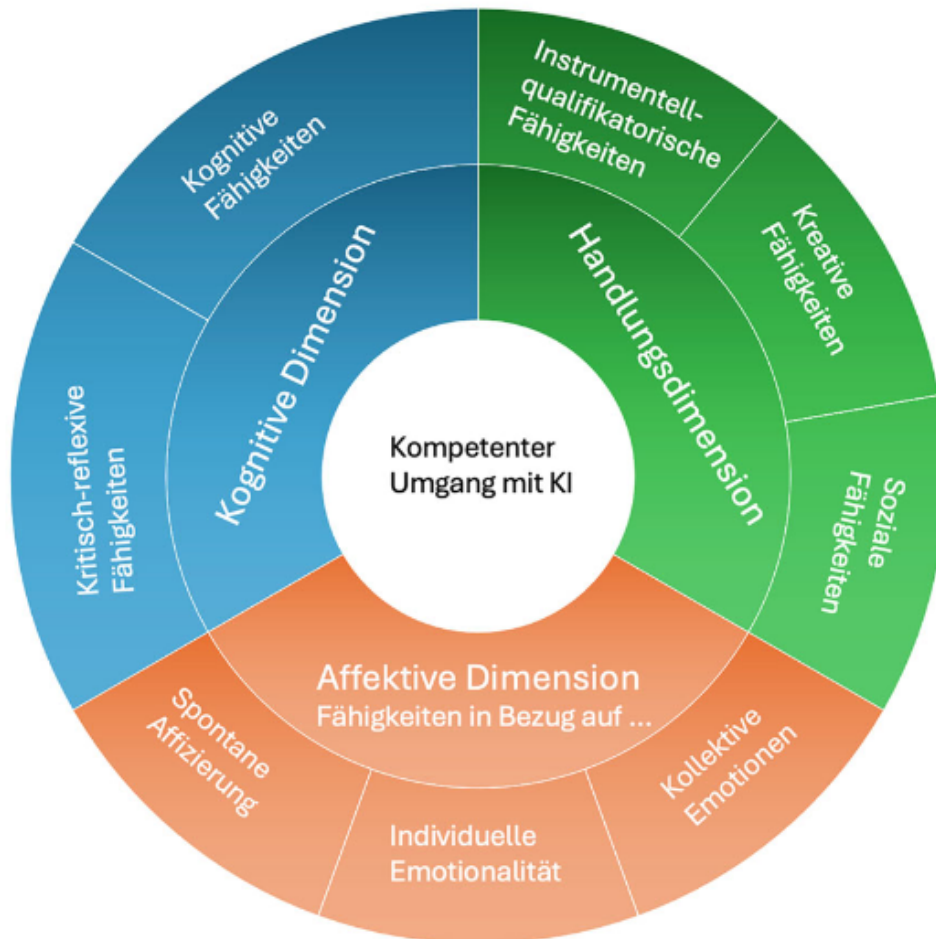 Kompetenter
Umgang mit KI
Kognitive Dimension
Kognitive
Fähigkeiten
Kritisch-reflexive
Fähigkeiten
Handlungsdimension
Instrumentell-
qualifikatorische
Fähigkeiten
Kreative
Fähigkeiten
Soziale
Fähigkeiten
Affektive Dimension
Fähigkeiten in Bezug auf ...
Spontane
Affizierung
Individuelle
Emotionalität
Kollektive
Emotionen